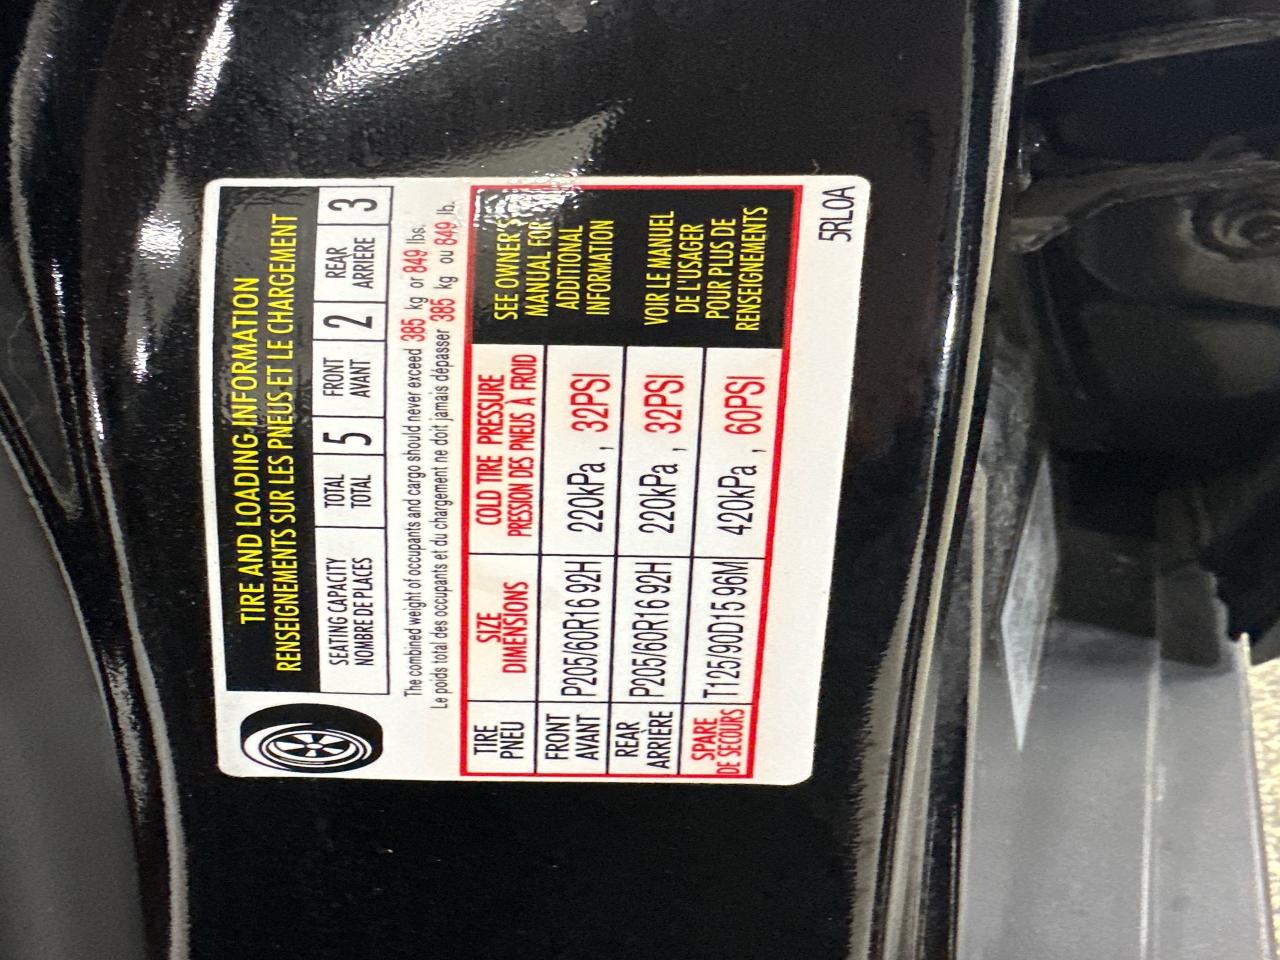 TIRE AND LOADING INFORMATION
RENSEIGNEMENTS SUR LES PNEUS ET LE CHARGEMENT
SEATING CAPACITY TOTAL 5 FRONT 2 REAR 3
NOMBRE DE PLACES TOTAL AVANT ARRIERE
The combined weight of occupants and cargo should never exceed 385 kg or 849 lbs.
Le poids total des occupants et du chargement ne doit jamais dépasser 385 kg ou 849 lb.
TIRE SIZE COLD TIRE PRESSURE
PNEU DIMENSIONS PRESSION DES PNEUS À FROID
FRONT P205/60R16 92H 220kPa , 32PSI
AVANT
REAR P205/60R16 92H 220kPa , 32PSI
ARRIÈRE
SPARE T125/90D15 96M 420kPa , 60PSI
DE SECOURS
SEE OWNER'S
MANUAL FOR
ADDITIONAL
INFORMATION
VOIR LE MANUEL
DE L'USAGER
POUR PLUS DE
RENSEIGNEMENTS
5RL0A